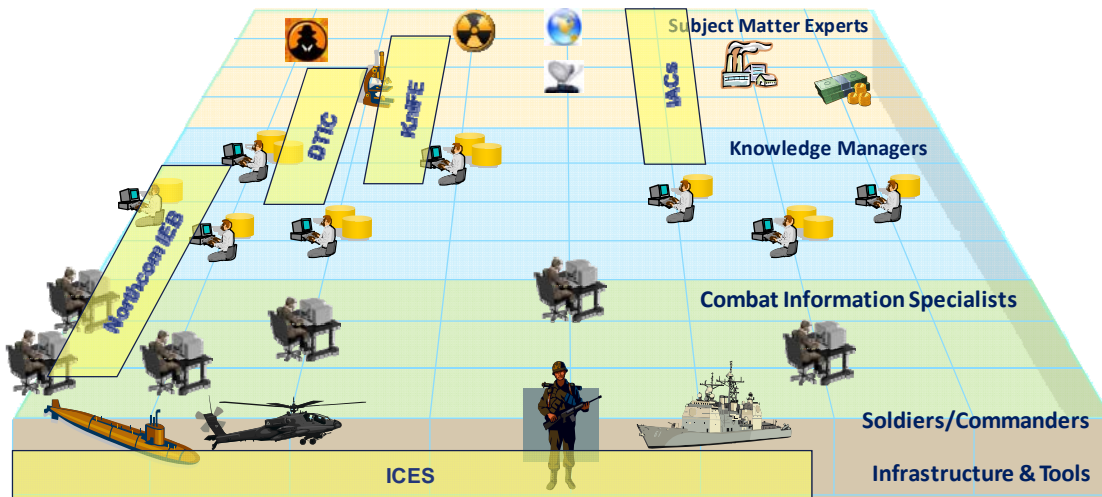 Subject Matter Experts
IACs
KnIFE
DTIC
Knowledge Managers
Northcom IEB
Combat Information Specialists
Soldiers/Commanders
ICES
Infrastructure & Tools